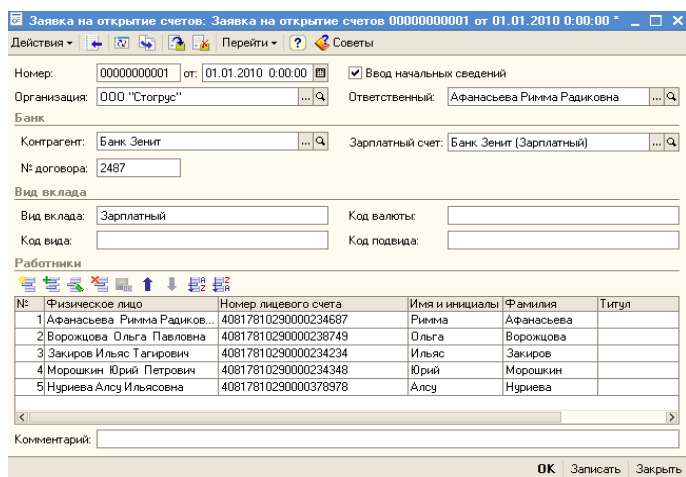 Заявка на открытие счетов: Заявка на открытие счетов 00000000001 от 01.01.2010 0:00:00 *
Действия Перейти ? Советы
Номер: 00000000001 от: 01.01.2010 0:00:00 Ввод начальных сведений
Организация: ООО "Стогрус" ... Ответственный: Афанасьева Римма Радиковна ...
Банк
Контрагент: Банк Зенит ... Зарплатный счет: Банк Зенит (Зарплатный) ...
№ договора: 2487
Вид вклада
Вид вклада: Зарплатный Код валюты:
Код вида: Код подвида:
Работники
№ Физическое лицо Номер лицевого счета Имя и инициалы Фамилия Титул
1 Афанасьева Римма Радиков... 40817810290000234687 Римма Афанасьева
2 Ворожцова Ольга Павловна 40817810290000238749 Ольга Ворожцова
3 Закиров Ильяс Тагирович 40817810290000234234 Ильяс Закиров
4 Морошкин Юрий Петрович 40817810290000234348 Юрий Морошкин
5 Нуриева Алсу Ильясовна 40817810290000378978 Алсу Нуриева
Комментарий:
OK Записать Закрыть